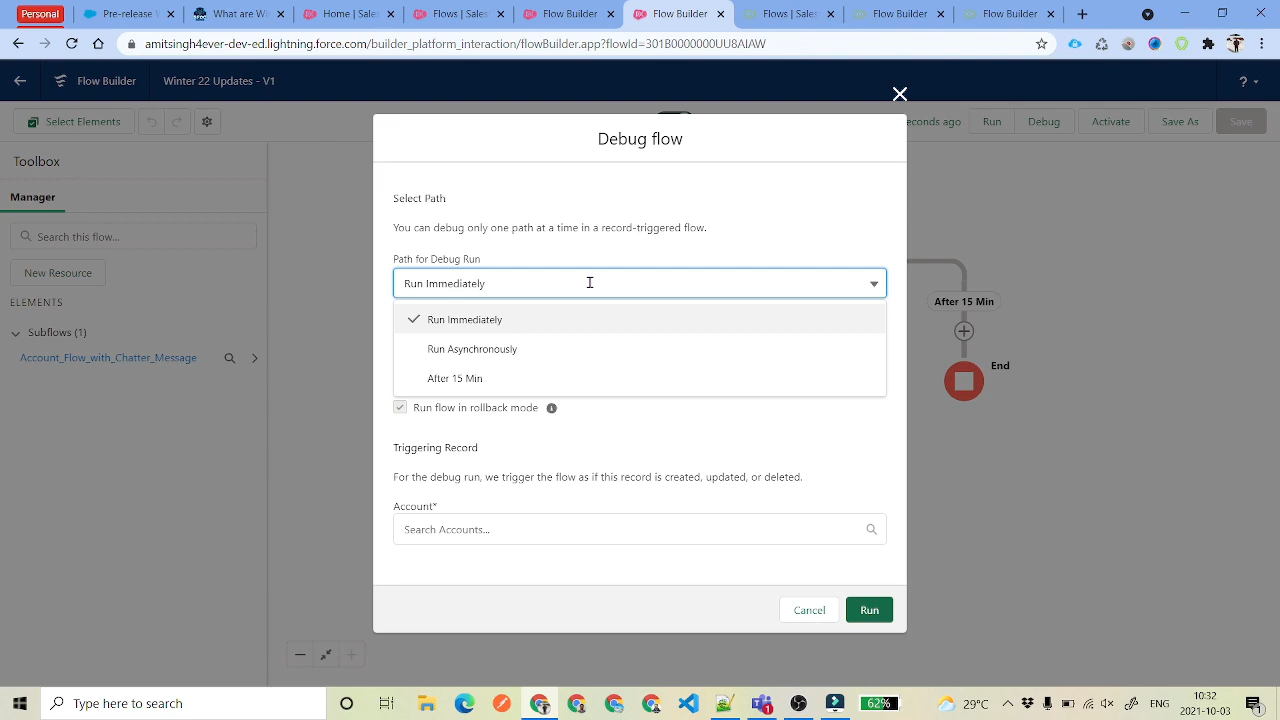 Personal
Pre-release W
What are We
Home | Sales
Flow | Salesf
Flow Builder
Flow Builder
Flows | Sales
Flow Builder
Flow Builder
amitsingh4ever-dev-ed.lightning.force.com/builder_platform_interaction/flowBuilder.app?flowId=301B0000000UU8AIAW
Flow Builder
Winter 22 Updates - V1
?
Select Elements
econds ago
Run
Debug
Activate
Save As
Save
Toolbox
Manager
Search this flow...
New Resource
ELEMENTS
Subflows (1)
Account_Flow_with_Chatter_Message
Debug flow
Select Path
You can debug only one path at a time in a record-triggered flow.
Path for Debug Run
Run Immediately
Run Immediately
Run Asynchronously
After 15 Min
Run flow in rollback mode
Triggering Record
For the debug run, we trigger the flow as if this record is created, updated, or deleted.
Account*
Search Accounts...
Cancel
Run
After 15 Min
End
Type here to search
62%
29°C
10:32
2021-10-03